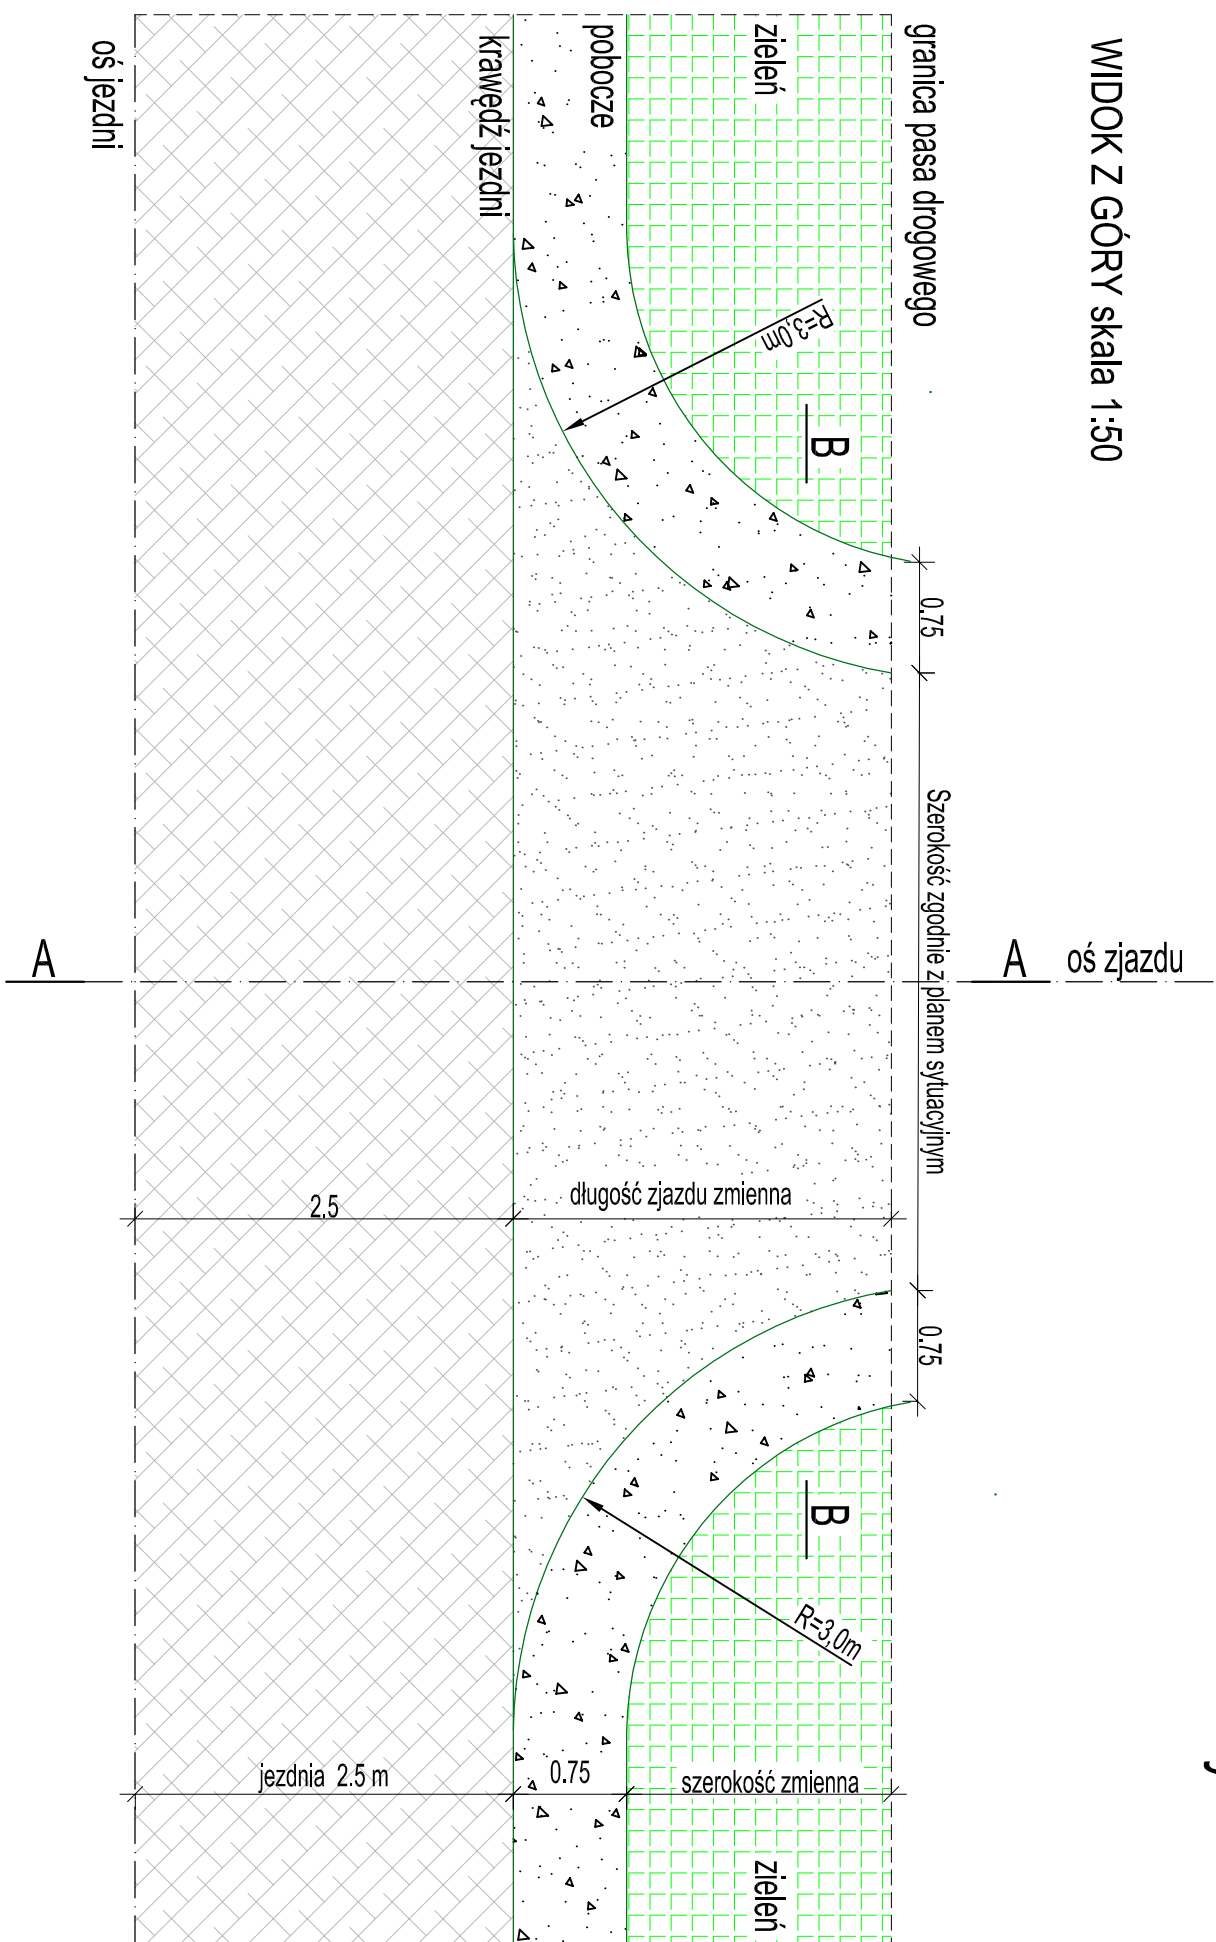 WIDOK Z GÓRY skala 1:50
granica pasa drogowego
zieleń
pobocze
krawędź jezdni
oś jezdni
R=3,0m
B
0.75
Szerokość zgodnie z planem sytuacyjnym
A
A
oś zjazdu
długość zjazdu zmienna
2.5
0.75
B
R=3,0m
jezdnia 2.5 m
0.75
szerokość zmienna
zieleń